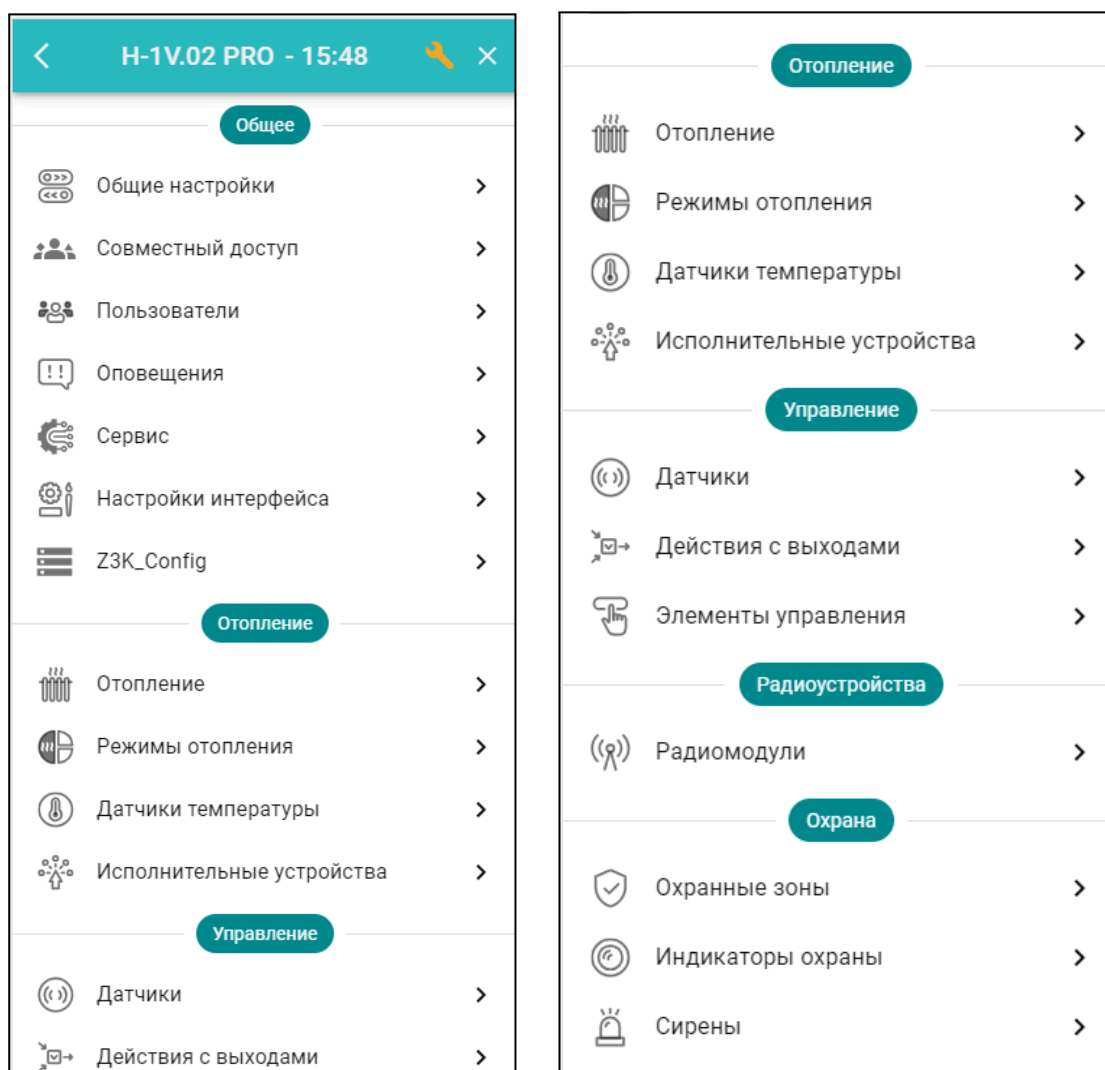 H-1V.02 PRO - 15:48
Общее
Общие настройки
Совместный доступ
Пользователи
Оповещения
Сервис
Настройки интерфейса
Z3K_Config
Отопление
Отопление
Режимы отопления
Датчики температуры
Исполнительные устройства
Управление
Датчики
Действия с выходами
Отопление
Отопление
Режимы отопления
Датчики температуры
Исполнительные устройства
Управление
Датчики
Действия с выходами
Элементы управления
Радиоустройства
Радиомодули
Охрана
Охранные зоны
Индикаторы охраны
Сирены